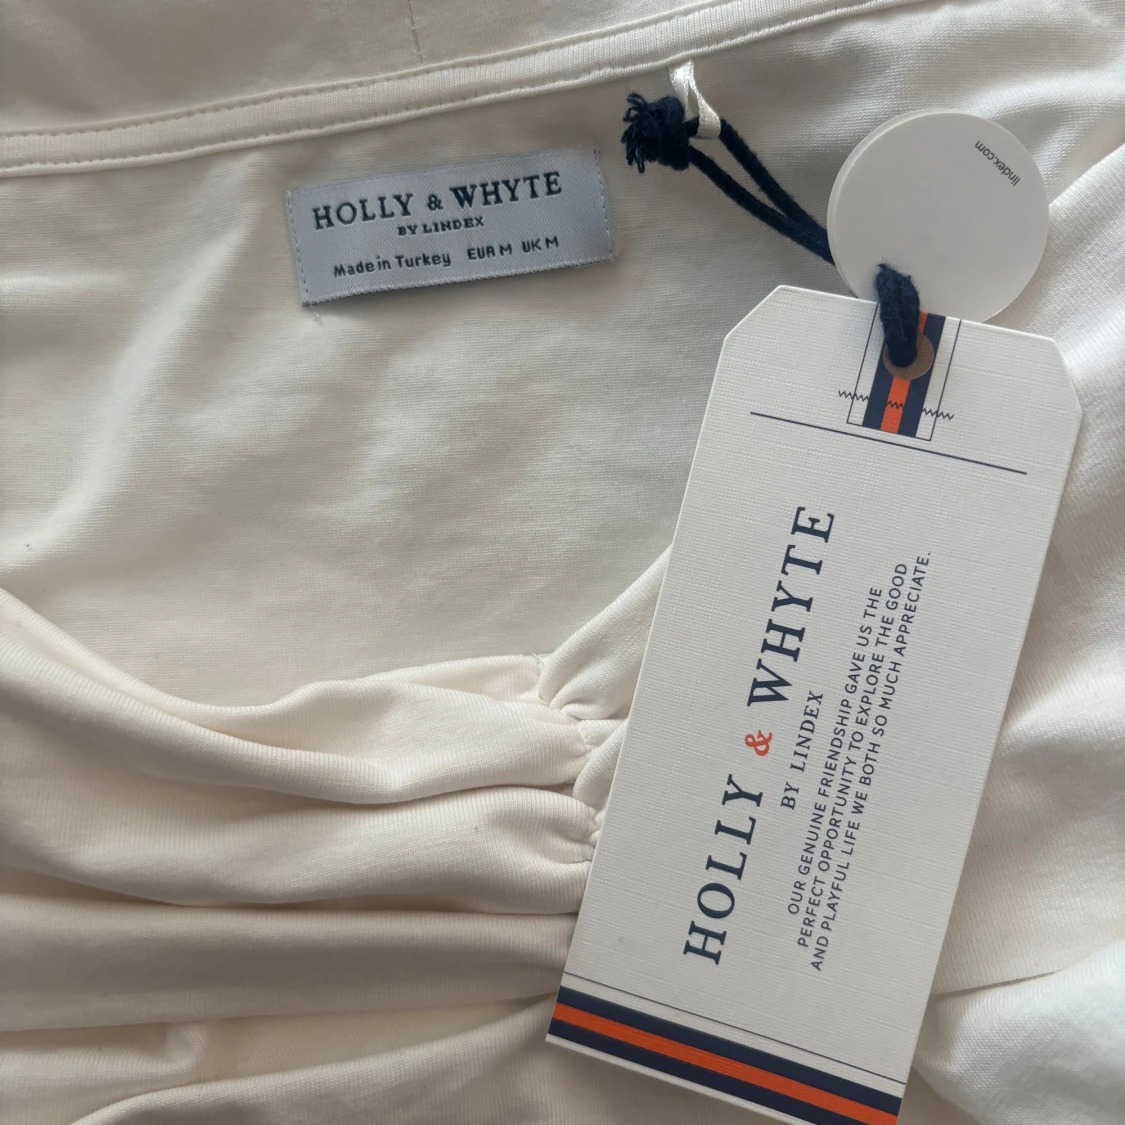 HOLLY & WHYTE
BY LINDEX
Made in Turkey EUR M UK M
lindex.com
HOLLY & WHYTE
BY LINDEX
OUR GENUINE FRIENDSHIP GAVE US THE
PERFECT OPPORTUNITY TO EXPLORE THE GOOD
AND PLAYFUL LIFE WE BOTH SO MUCH APPRECIATE.